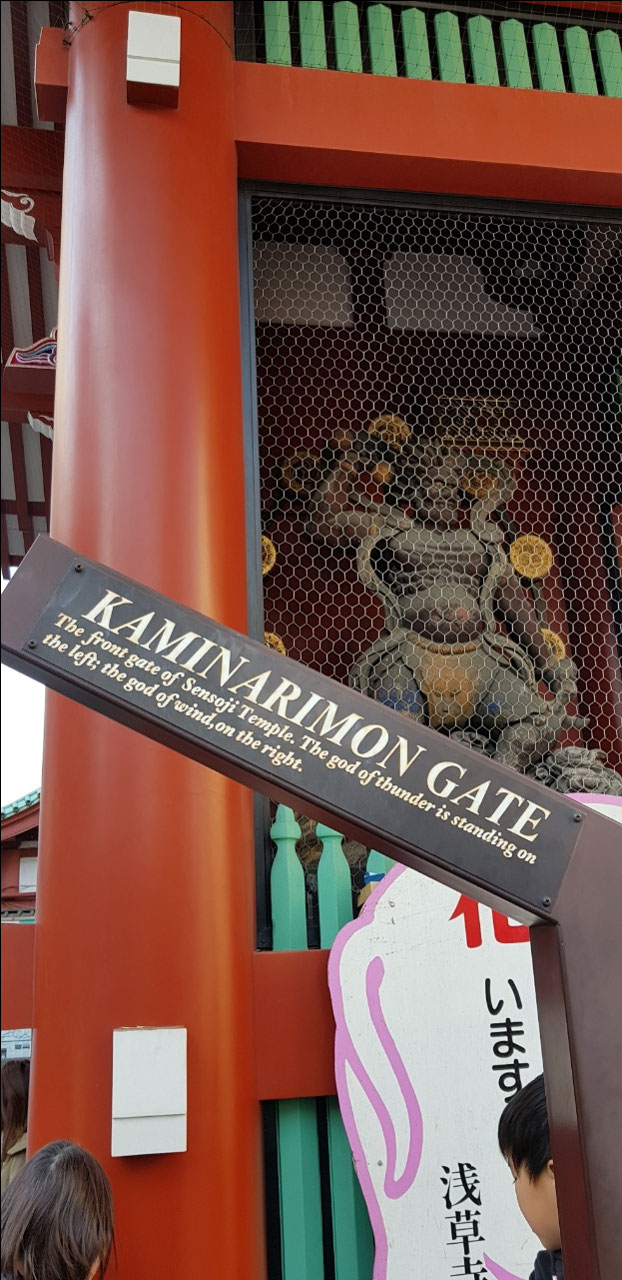 KAMINARIMON GATE
The front gate of Sensoji Temple. The god of thunder is standing on
the left; the god of wind,on the right.
います
浅草寺